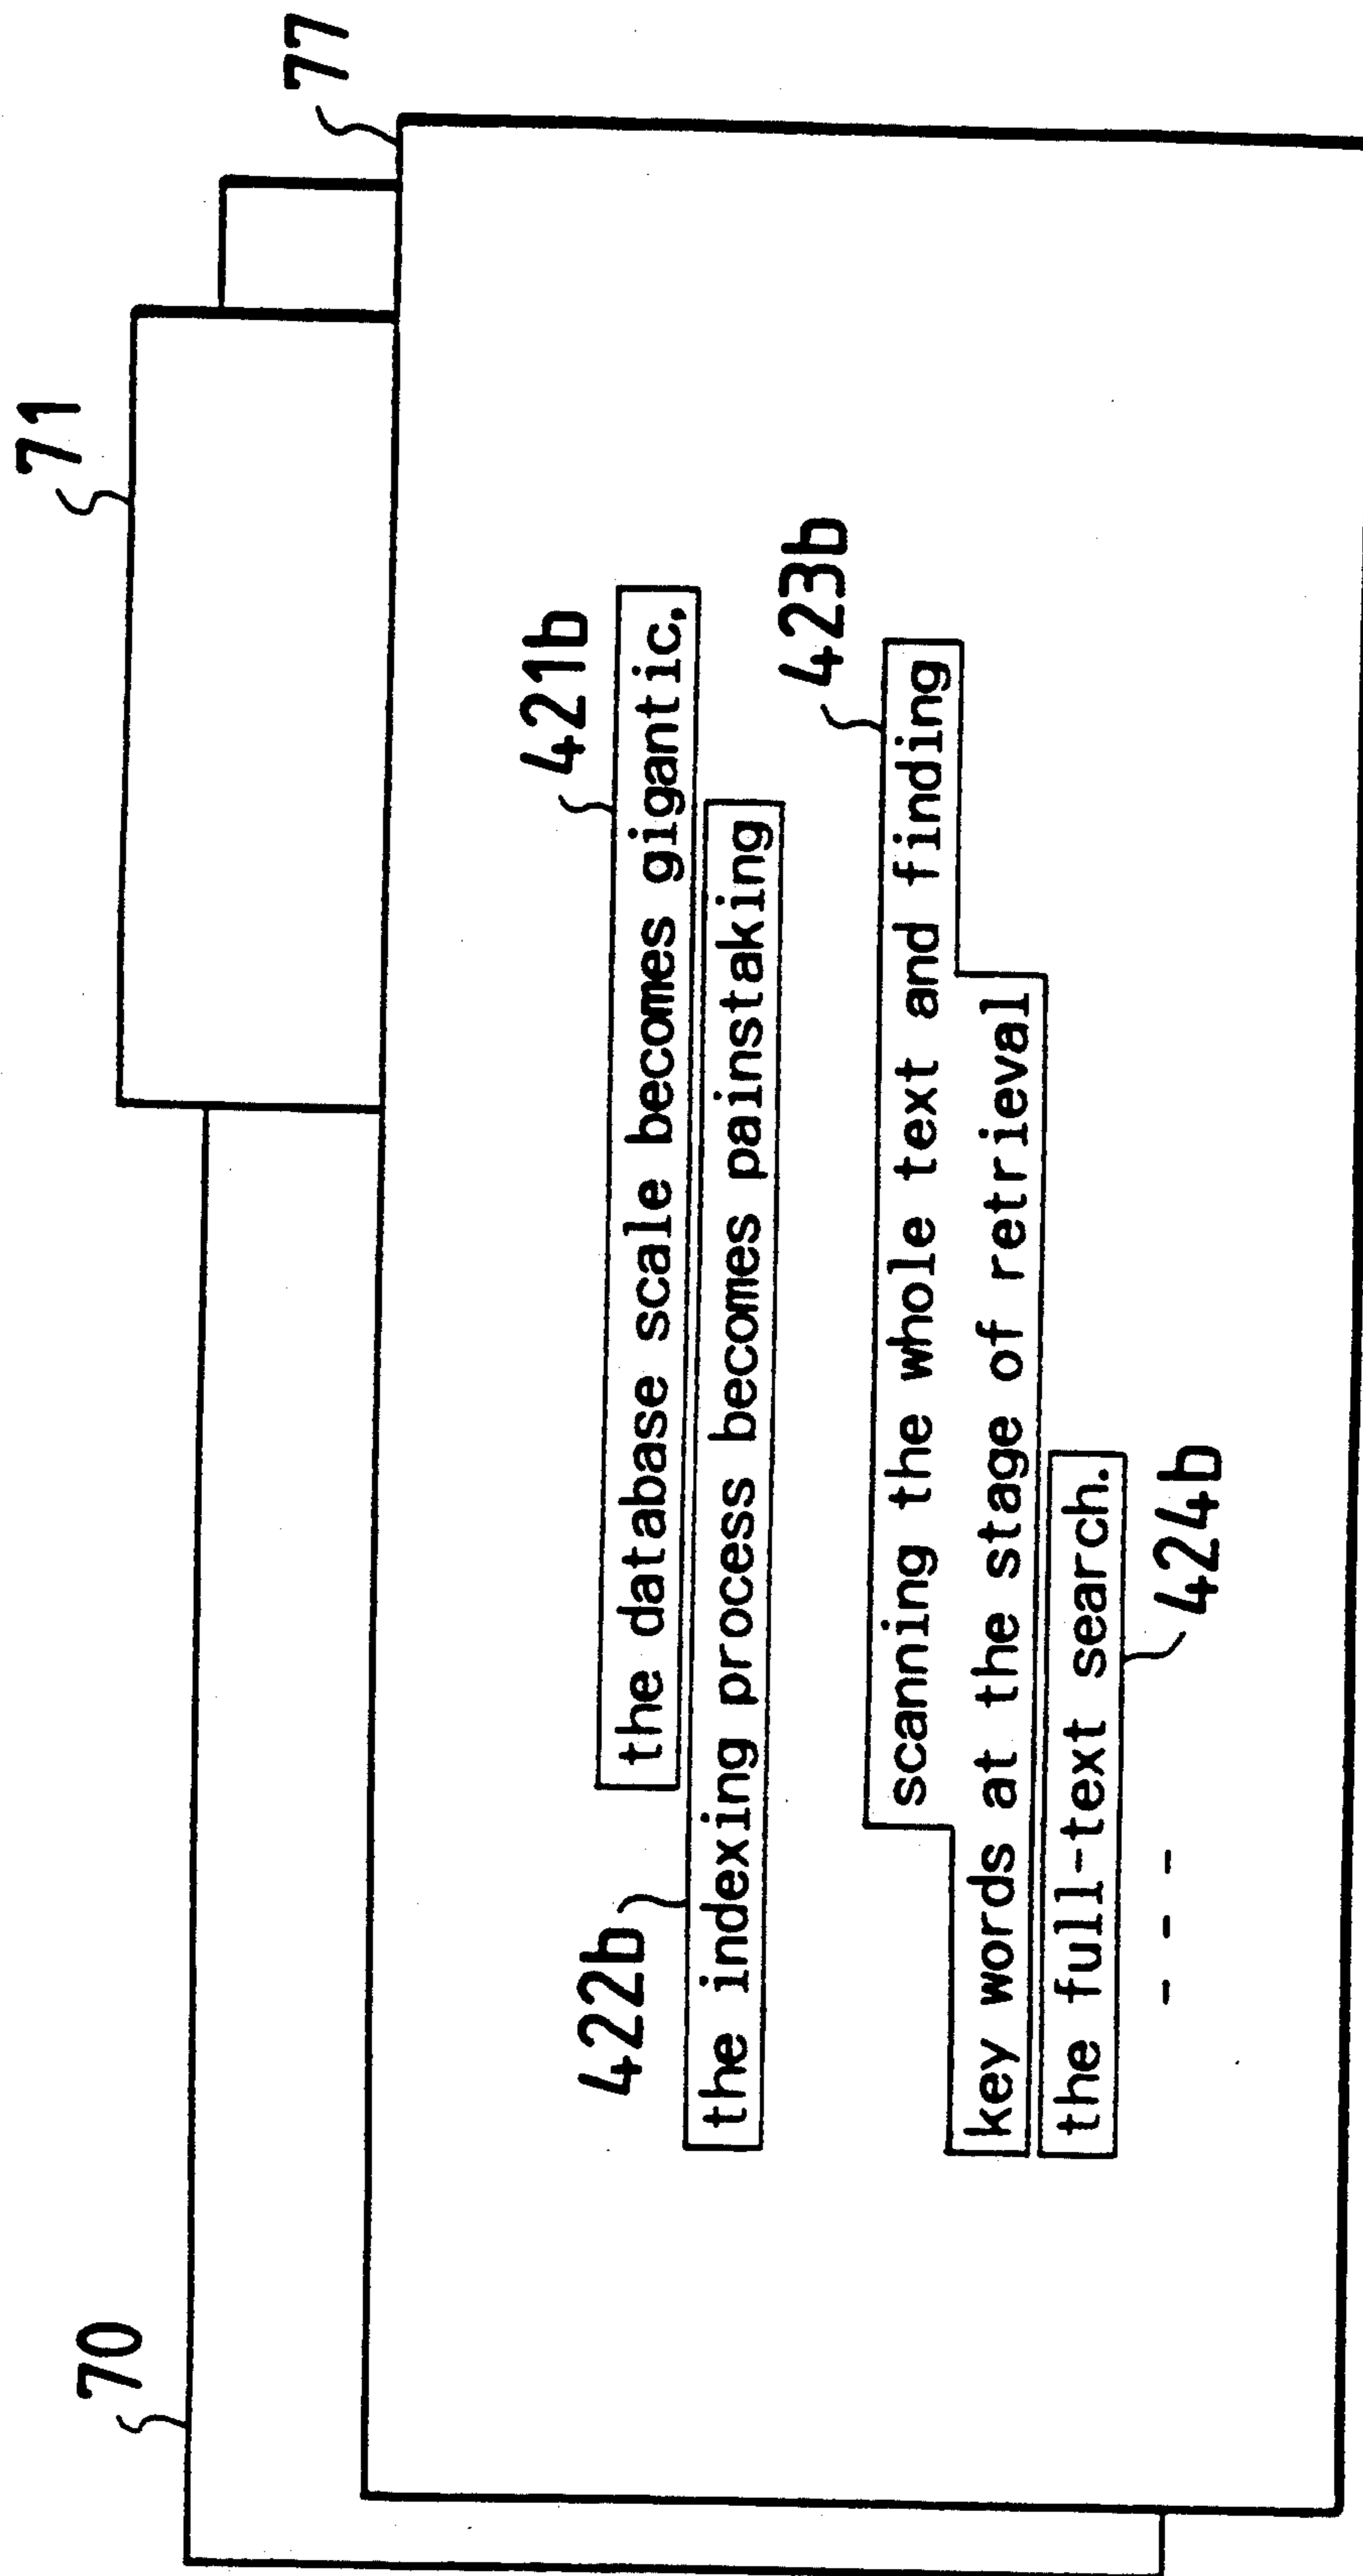 77
71
70
421b
the database scale becomes gigantic,
422b
the indexing process becomes painstaking
423b
scanning the whole text and finding
key words at the stage of retrieval
the full-text search.
424b
- - -